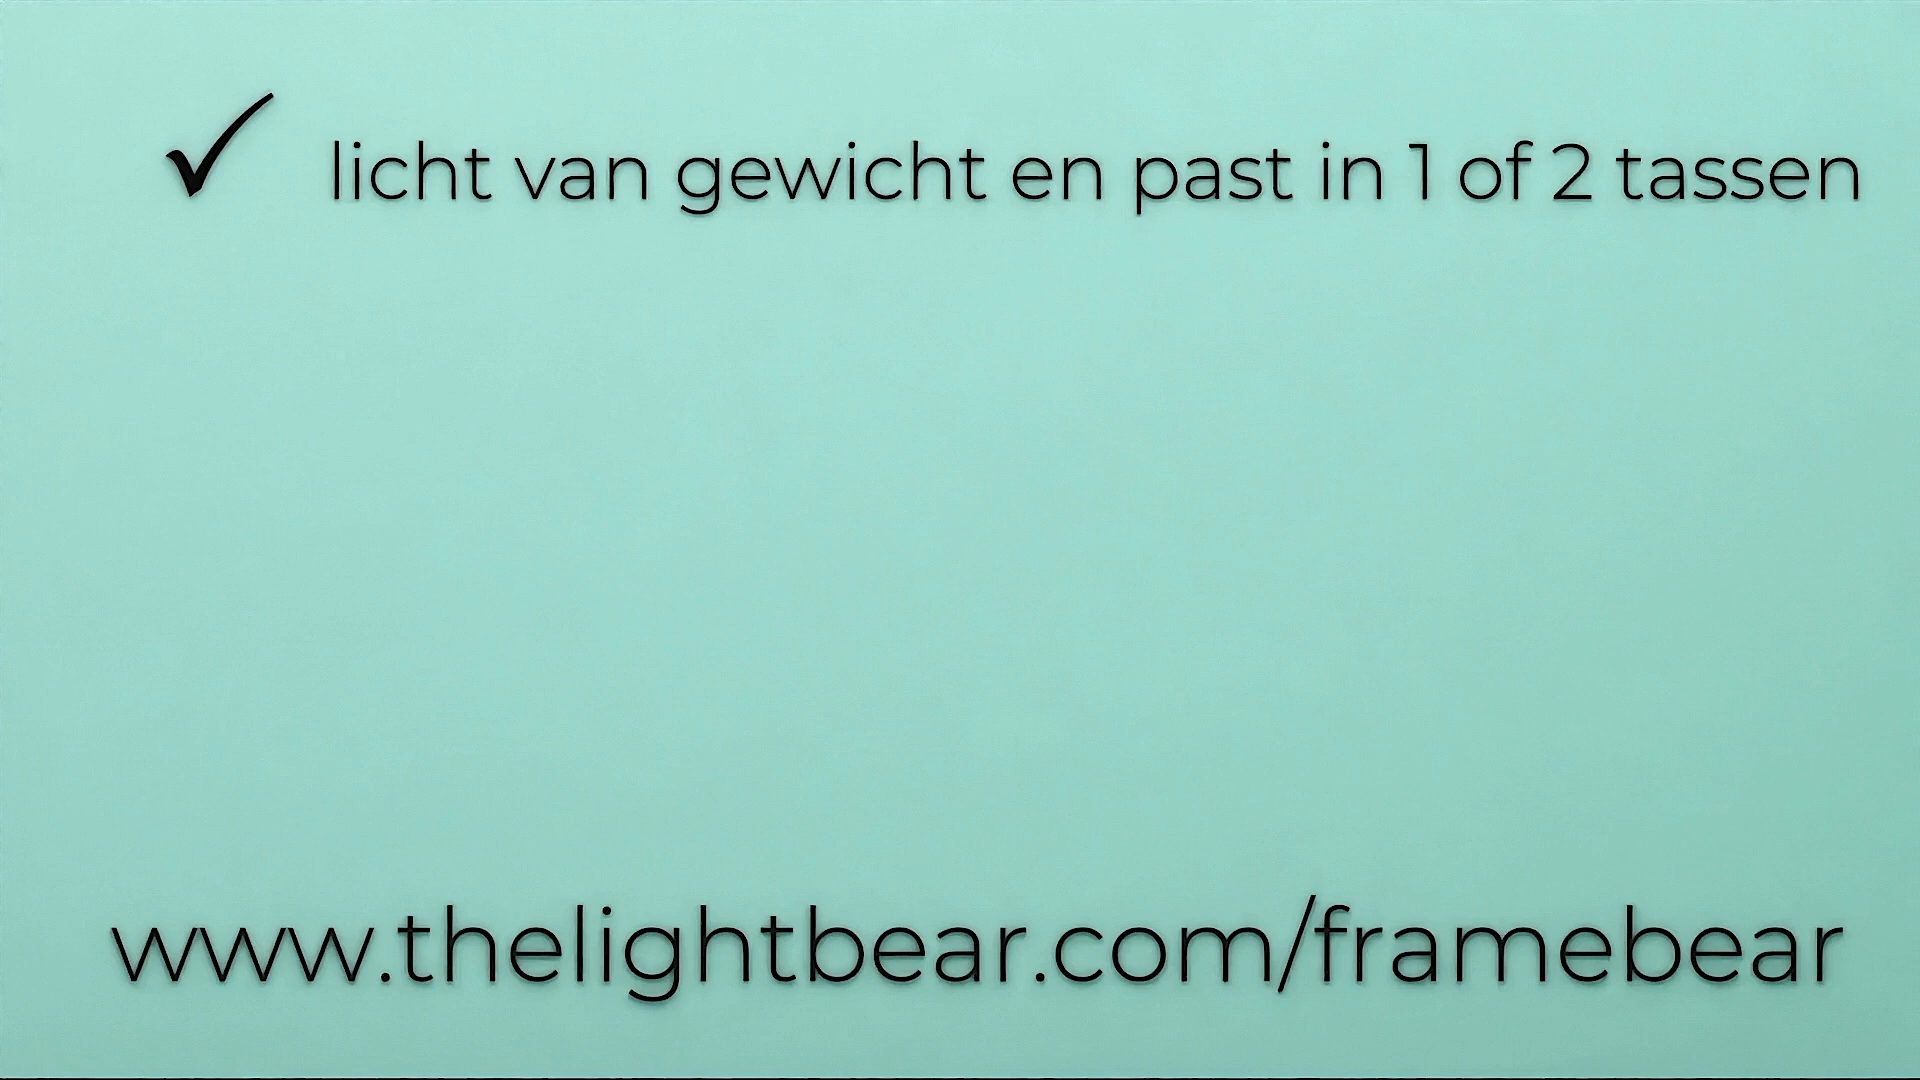 ✓ licht van gewicht en past in 1 of 2 tassen
www.thelightbear.com/framebear